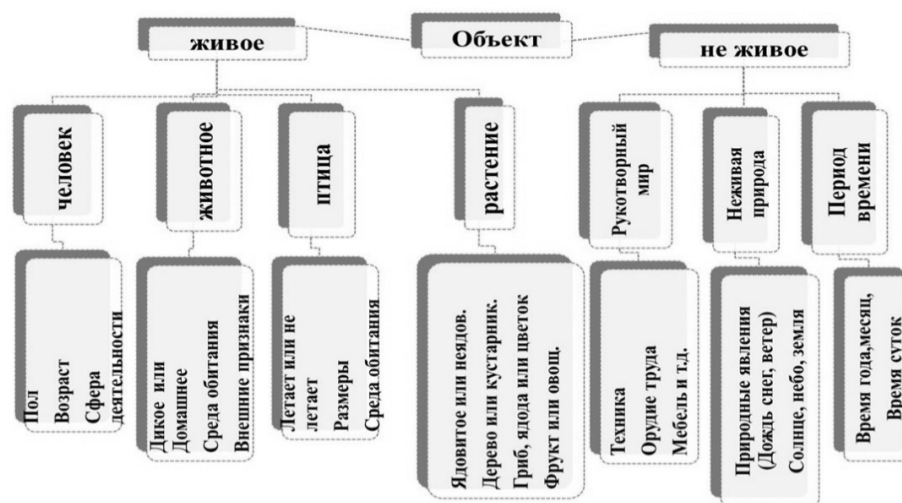 Объект
живое
не живое
человек
животное
птица
растение
Рукотворный
мир
Неживая
природа
Период
времени
Пол
Возраст
Сфера
деятельности
Дикое или
Домашнее
Среда обитания
Внешние признаки
Летает или не
летает
Размеры
Среда обитания
Ядовитое или неядов.
Дерево или кустарник.
Гриб, ягода или цветок
Фрукт или овощ.
Техника
Орудие труда
Мебель и т.д.
Природные явления
(Дождь снег, ветер)
Солнце, небо, земля
Время года,месяц,
Время суток